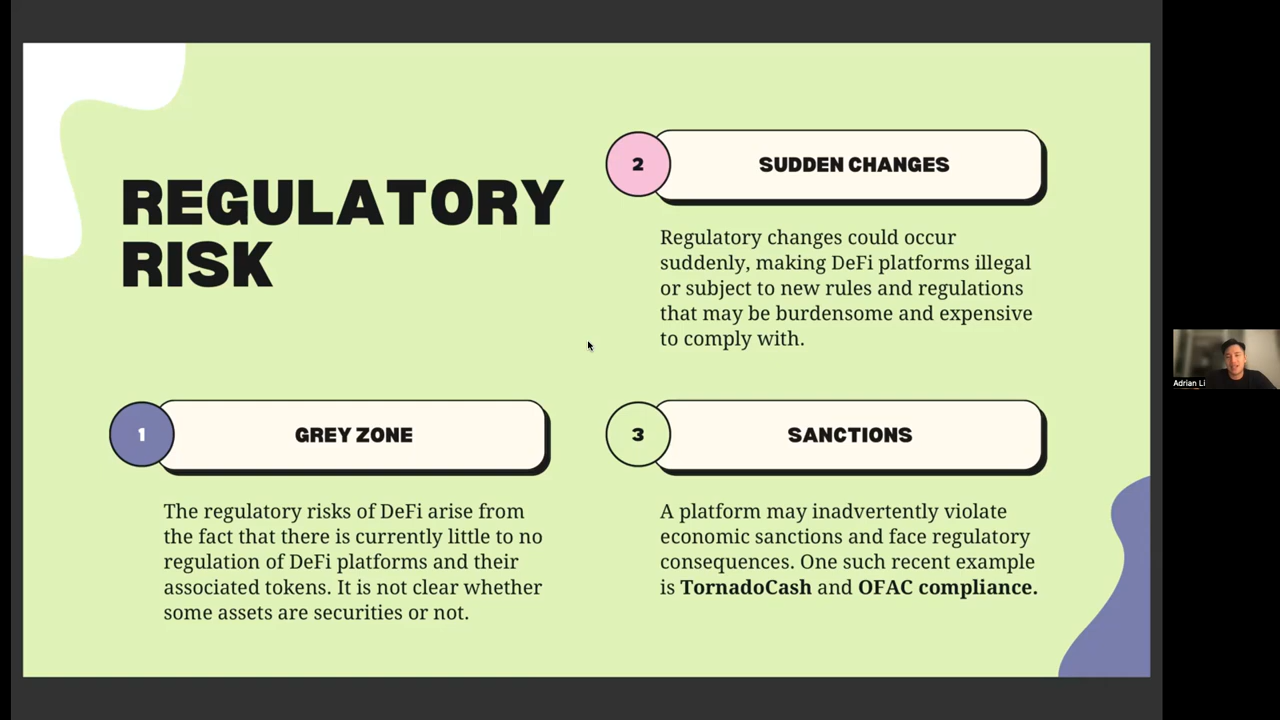 REGULATORY
RISK
1
GREY ZONE
The regulatory risks of DeFi arise from
the fact that there is currently little to no
regulation of DeFi platforms and their
associated tokens. It is not clear whether
some assets are securities or not.
2
SUDDEN CHANGES
Regulatory changes could occur
suddenly, making DeFi platforms illegal
or subject to new rules and regulations
that may be burdensome and expensive
to comply with.
3
SANCTIONS
A platform may inadvertently violate
economic sanctions and face regulatory
consequences. One such recent example
is TornadoCash and OFAC compliance.
Adrian Li